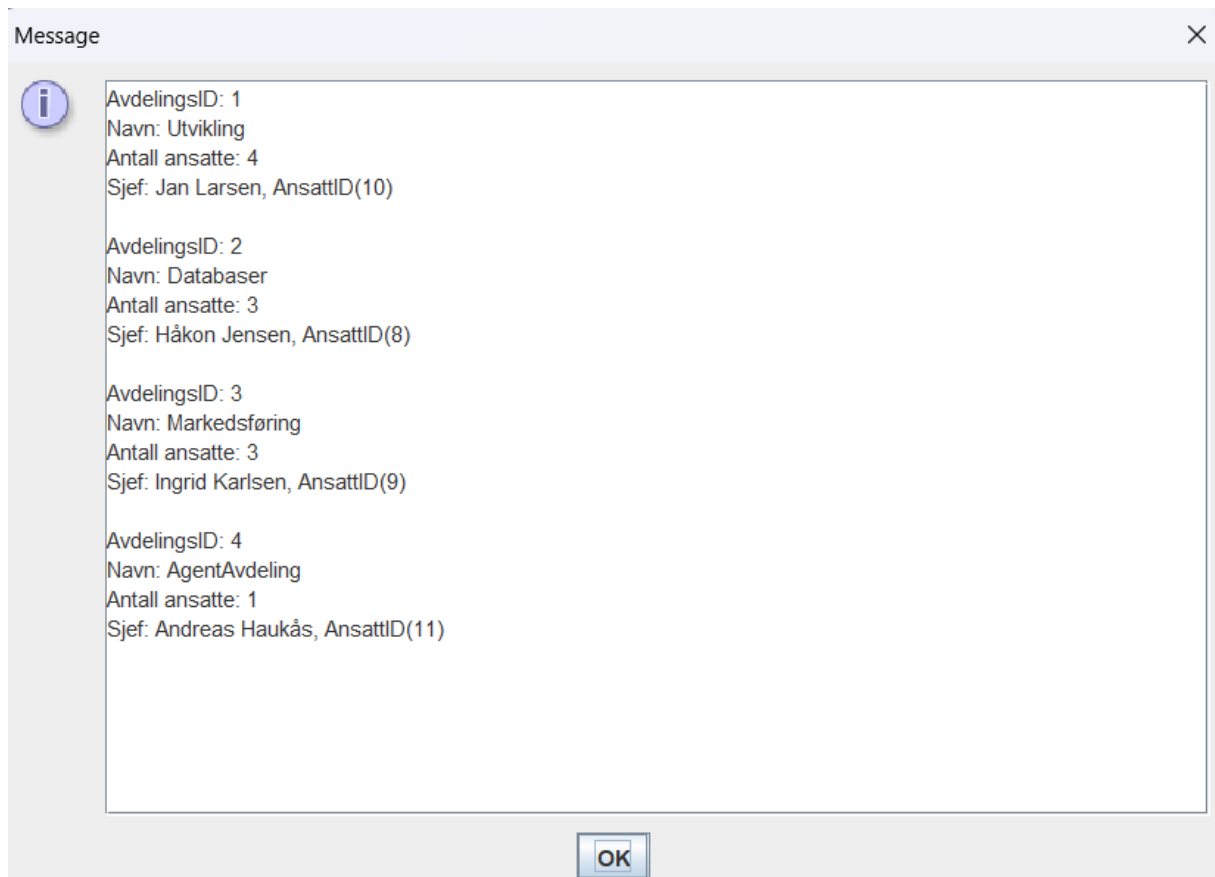 Message
AvdelingsID: 1
Navn: Utvikling
Antall ansatte: 4
Sjef: Jan Larsen, AnsattID(10)
AvdelingsID: 2
Navn: Databaser
Antall ansatte: 3
Sjef: Håkon Jensen, AnsattID(8)
AvdelingsID: 3
Navn: Markedsføring
Antall ansatte: 3
Sjef: Ingrid Karlsen, AnsattID(9)
AvdelingsID: 4
Navn: AgentAvdeling
Antall ansatte: 1
Sjef: Andreas Haukås, AnsattID(11)
OK